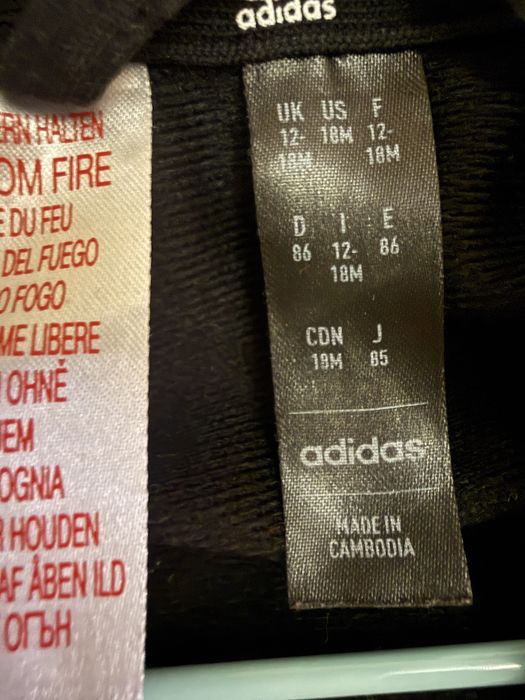 adidas
ERN HALTEN
OM FIRE
E DU FEU
DEL FUEGO
O FOGO
ME LIBERE
OHNĚ
JEM
OGNIA
R HOUDEN
AF ÅBEN ILD
ОГЪН
UK US F
12- 18M 12-
18M 18M
D I E
86 12- 86
18M
CDN J
18M 85
adidas
MADE IN
CAMBODIA